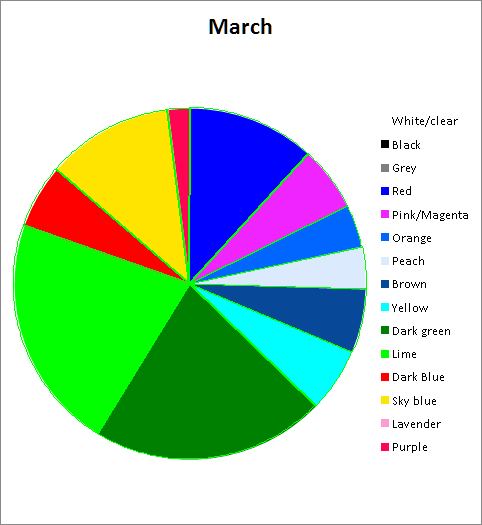 March
White/clear
Black
Grey
Red
Pink/Magenta
Orange
Peach
Brown
Yellow
Dark green
Lime
Dark Blue
Sky blue
Lavender
Purple